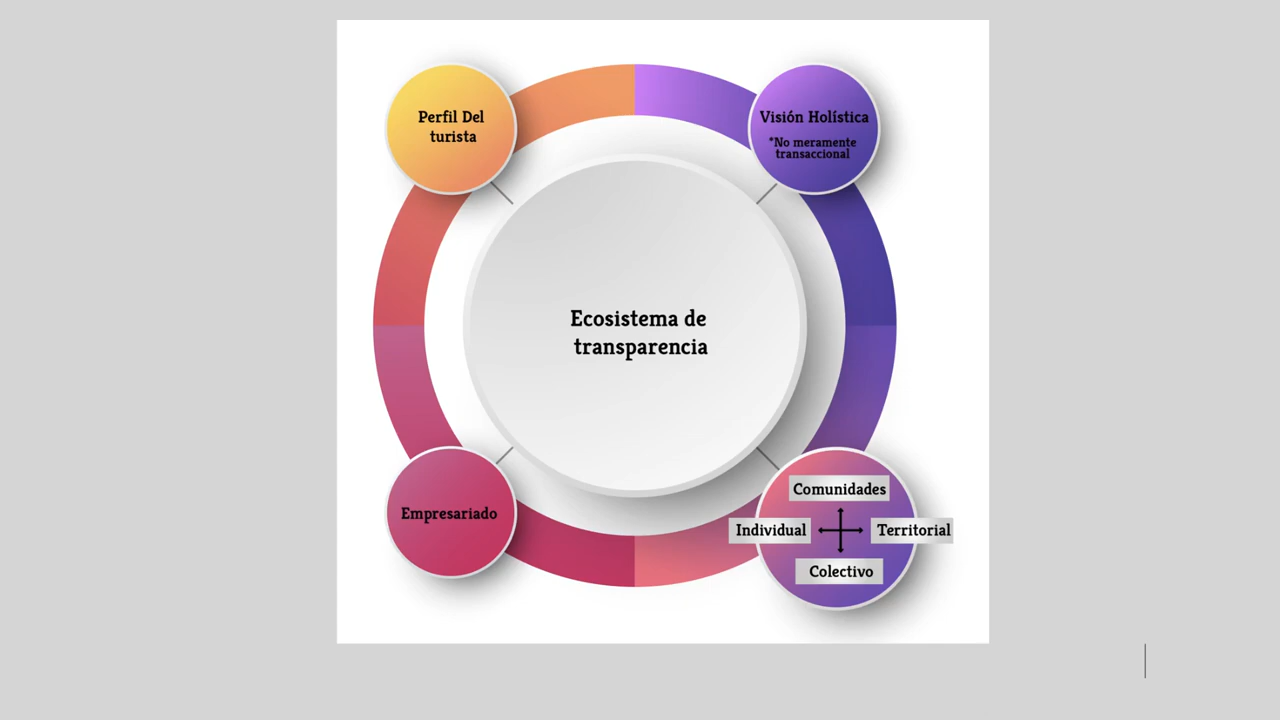 Perfil Del
turista
Visión Holística
*No meramente
transaccional
Ecosistema de
transparencia
Empresariado
Comunidades
Individual
Territorial
Colectivo